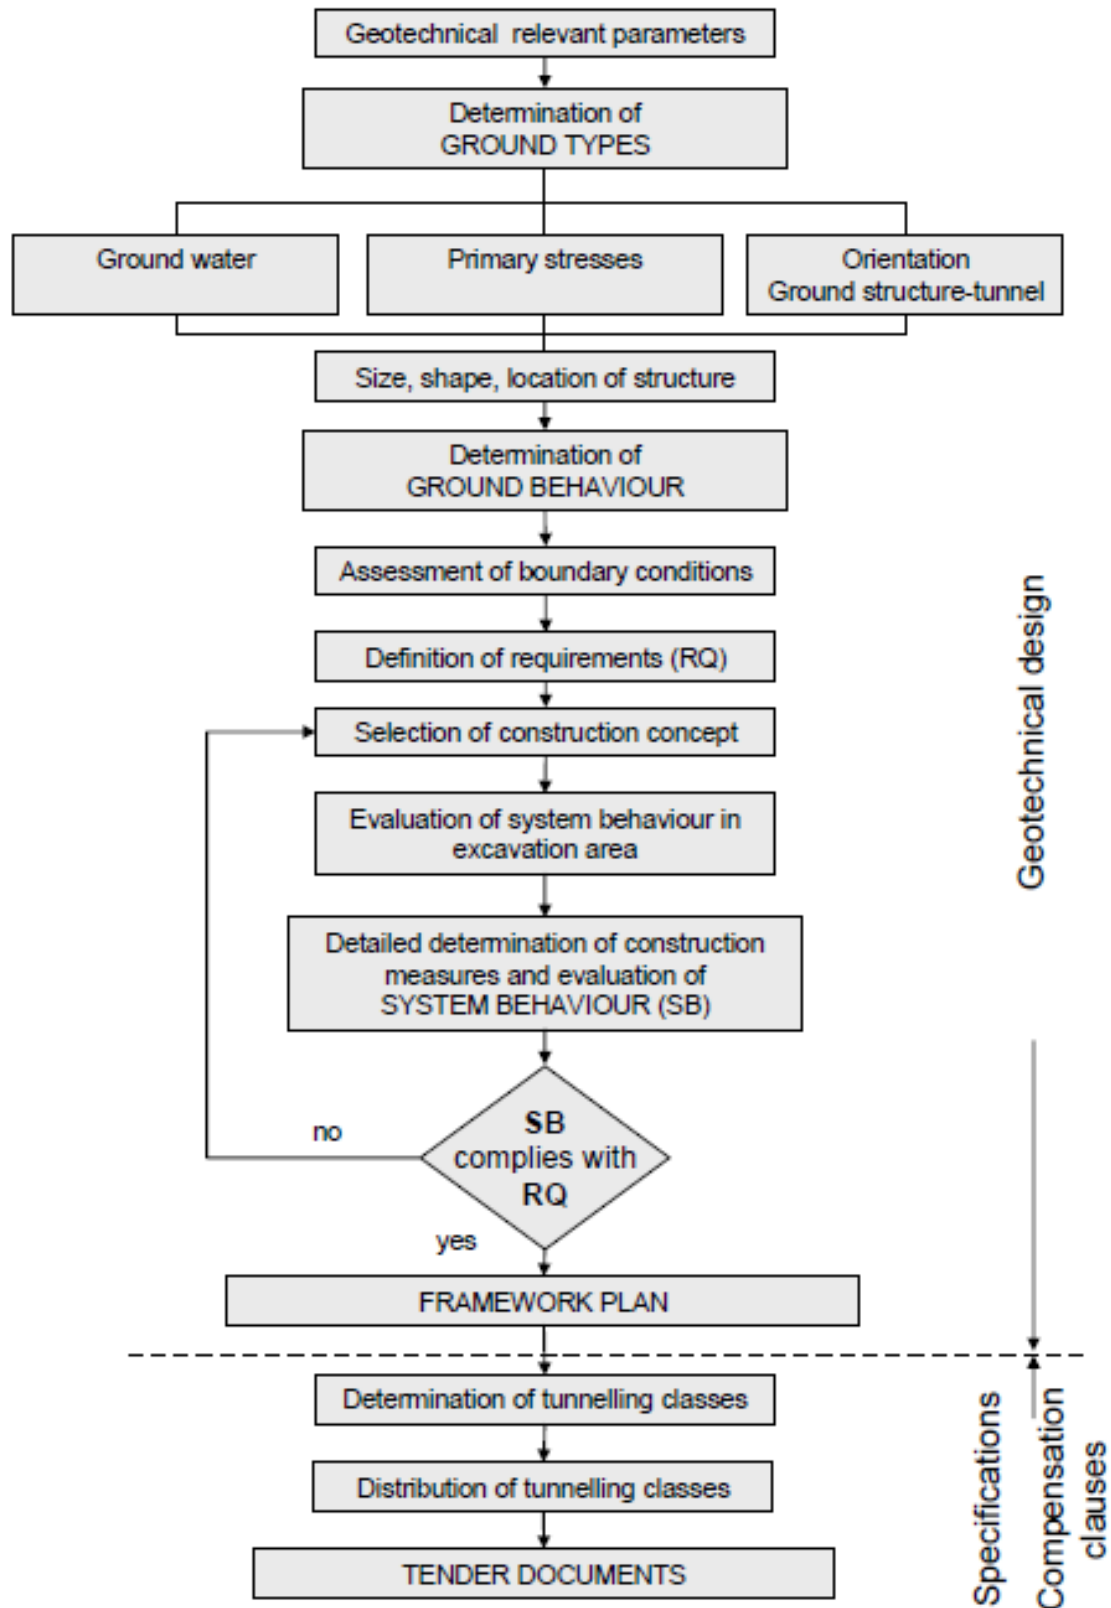 Geotechnical relevant parameters
Determination of
GROUND TYPES
Ground water
Primary stresses
Orientation
Ground structure-tunnel
Size, shape, location of structure
Determination of
GROUND BEHAVIOUR
Assessment of boundary conditions
Definition of requirements (RQ)
Selection of construction concept
Evaluation of system behaviour in
excavation area
Detailed determination of construction
measures and evaluation of
SYSTEM BEHAVIOUR (SB)
SB
complies with
RQ
no
yes
FRAMEWORK PLAN
Determination of tunnelling classes
Distribution of tunnelling classes
TENDER DOCUMENTS
Geotechnical design
Specifications
Compensation
clauses